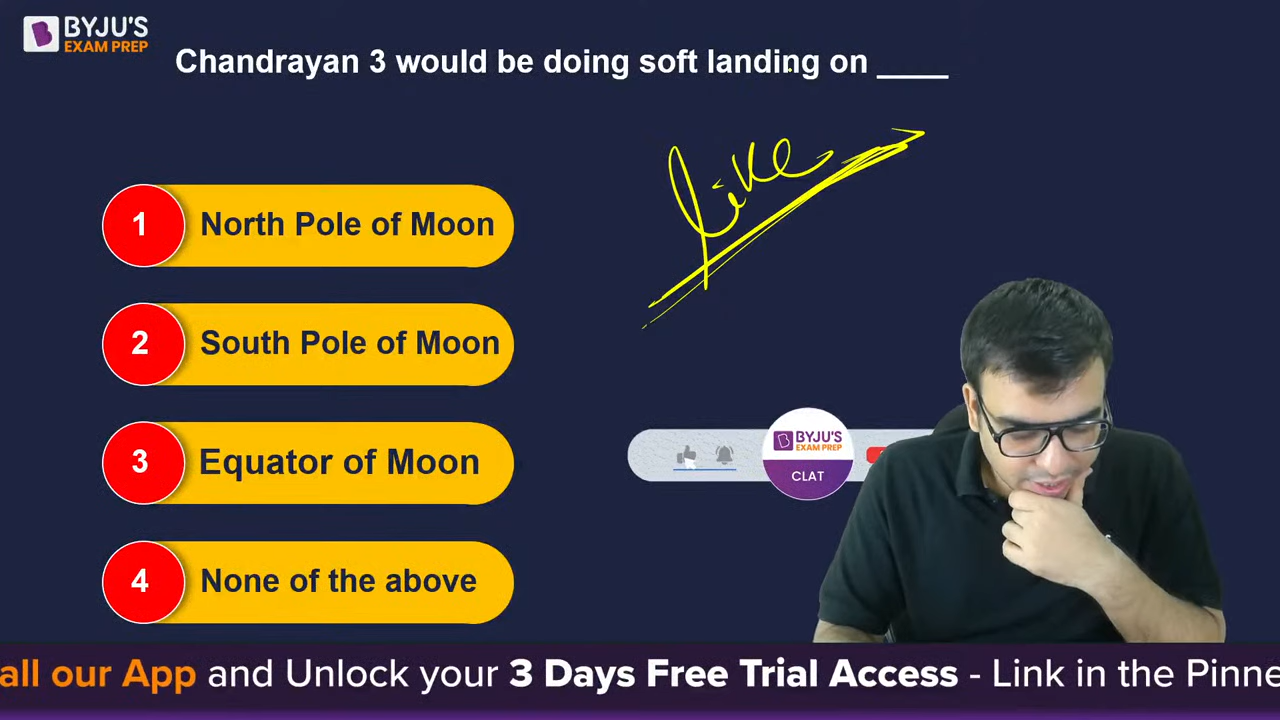 BYJU'S
EXAM PREP
Chandrayan 3 would be doing soft landing on ____
like
1 North Pole of Moon
2 South Pole of Moon
3 Equator of Moon
4 None of the above
BYJU'S
EXAM PREP
CLAT
all our App and Unlock your 3 Days Free Trial Access - Link in the Pinne